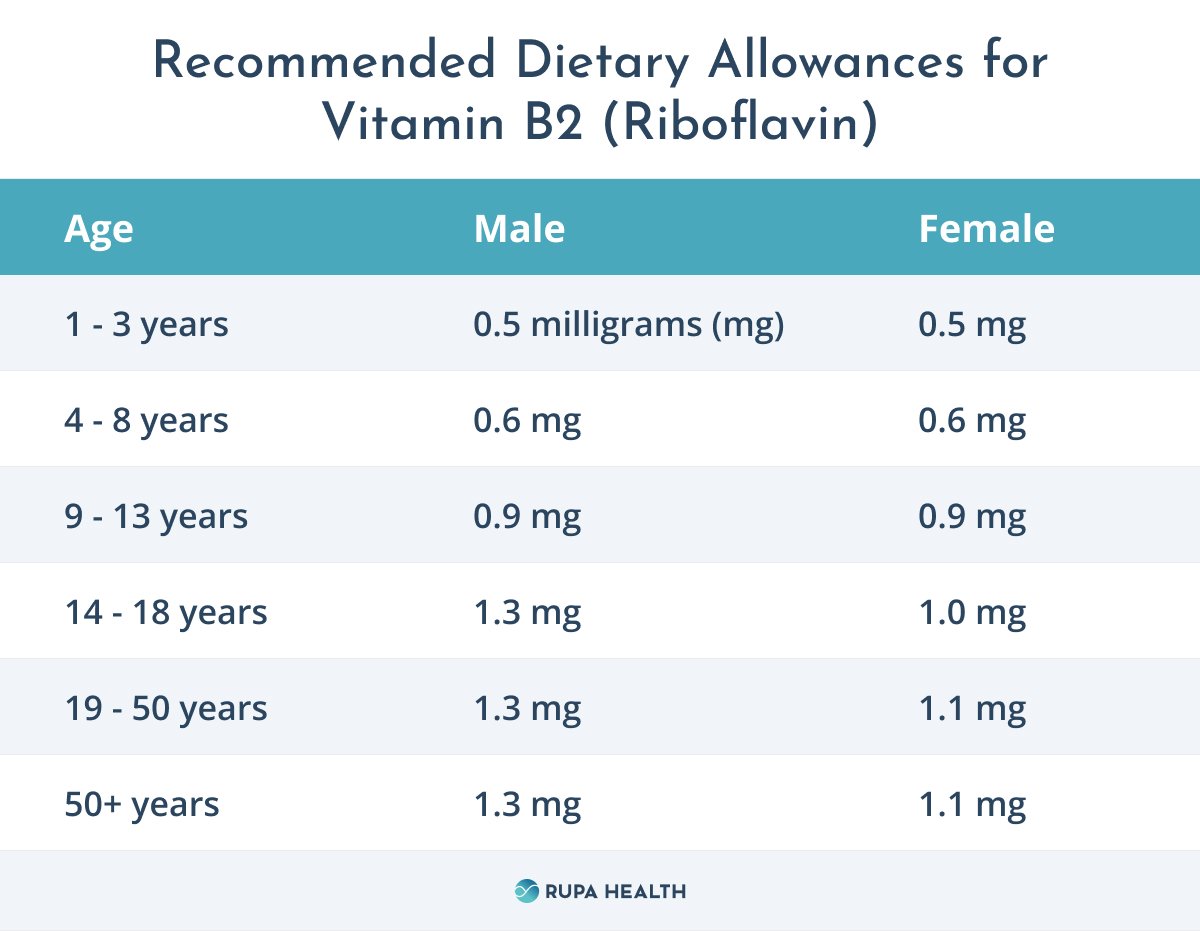 Recommended Dietary Allowances for
Vitamin B2 (Riboflavin)
Age Male Female
1 - 3 years 0.5 milligrams (mg) 0.5 mg
4 - 8 years 0.6 mg 0.6 mg
9 - 13 years 0.9 mg 0.9 mg
14 - 18 years 1.3 mg 1.0 mg
19 - 50 years 1.3 mg 1.1 mg
50+ years 1.3 mg 1.1 mg
RUPA HEALTH